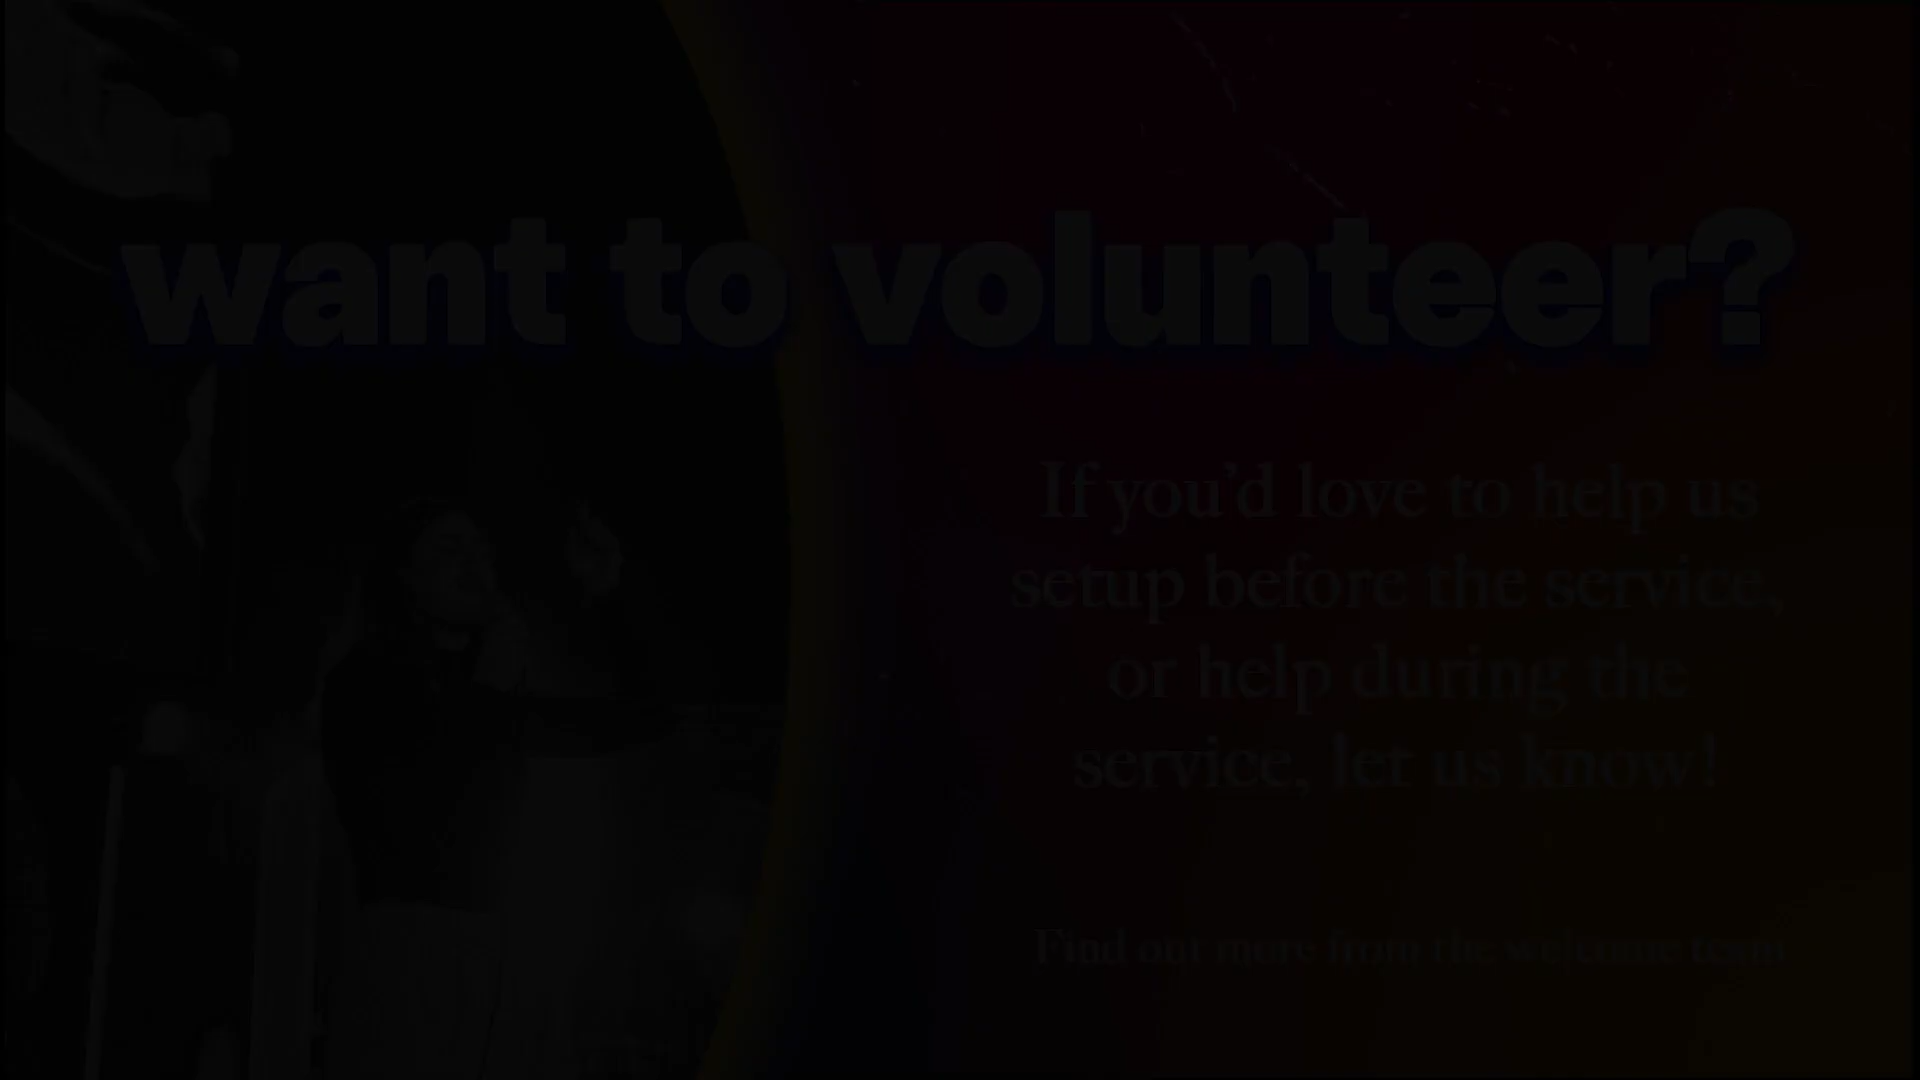 want to volunteer?
If you'd love to help us
setup before the service,
or help during the
service, let us know!
Find out more from the welcome team